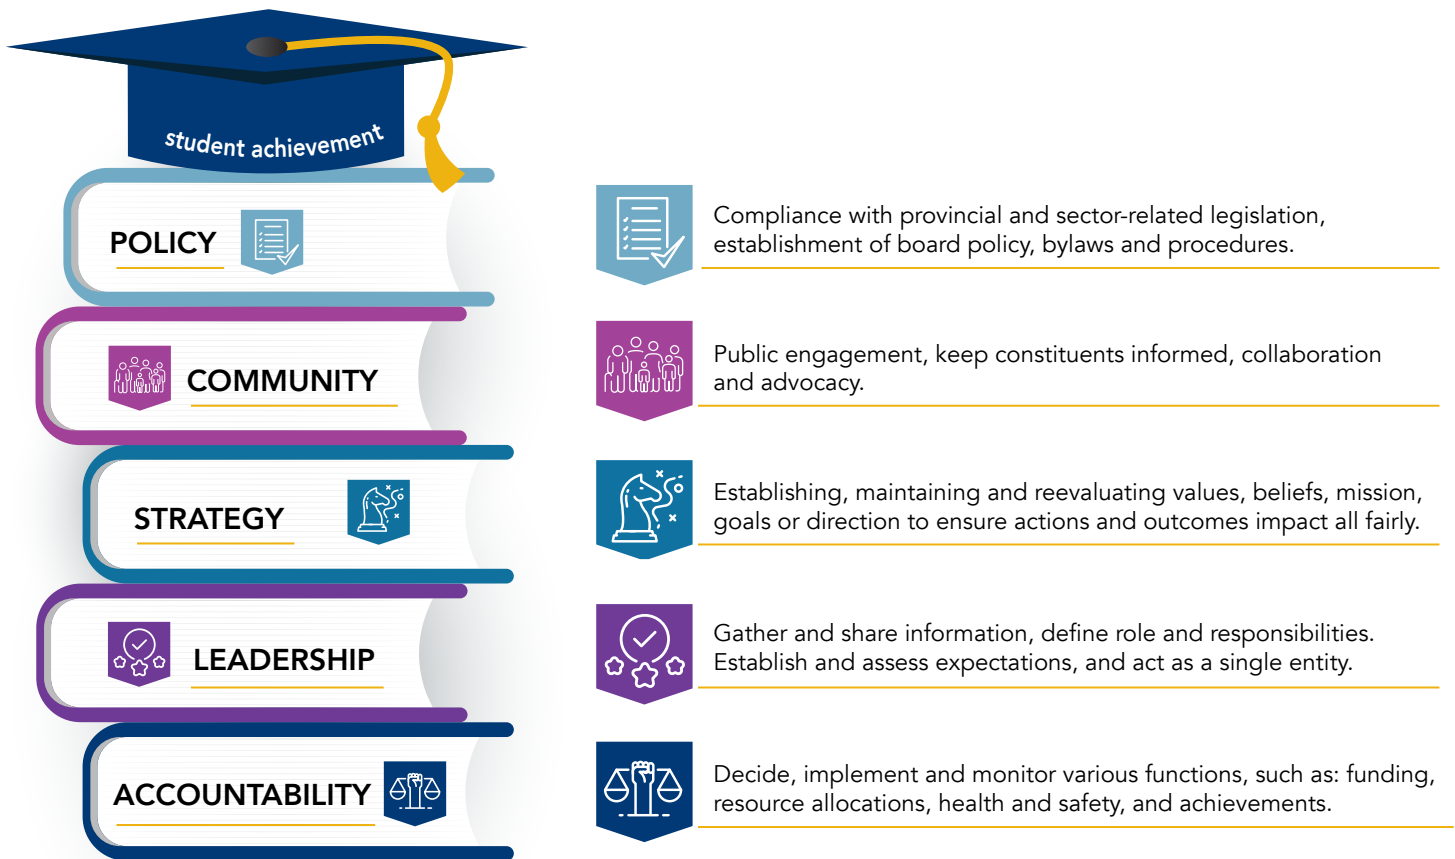 student achievement
POLICY
Compliance with provincial and sector-related legislation,
establishment of board policy, bylaws and procedures.
COMMUNITY
Public engagement, keep constituents informed, collaboration
and advocacy.
STRATEGY
Establishing, maintaining and reevaluating values, beliefs, mission,
goals or direction to ensure actions and outcomes impact all fairly.
LEADERSHIP
Gather and share information, define role and responsibilities.
Establish and assess expectations, and act as a single entity.
ACCOUNTABILITY
Decide, implement and monitor various functions, such as: funding,
resource allocations, health and safety, and achievements.